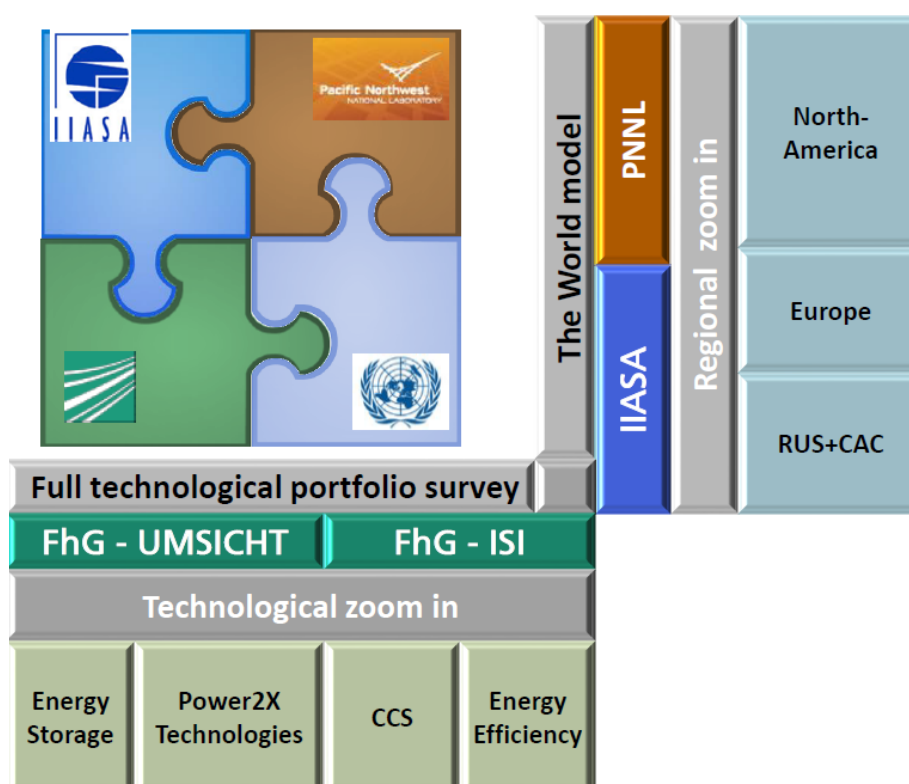 IIASA
Pacific Northwest
NATIONAL LABORATORY
The World model
PNNL
IIASA
Regional zoom in
North-
America
Europe
RUS+CAC
Full technological portfolio survey
FhG - UMSICHT
FhG - ISI
Technological zoom in
Energy
Storage
Power2X
Technologies
CCS
Energy
Efficiency